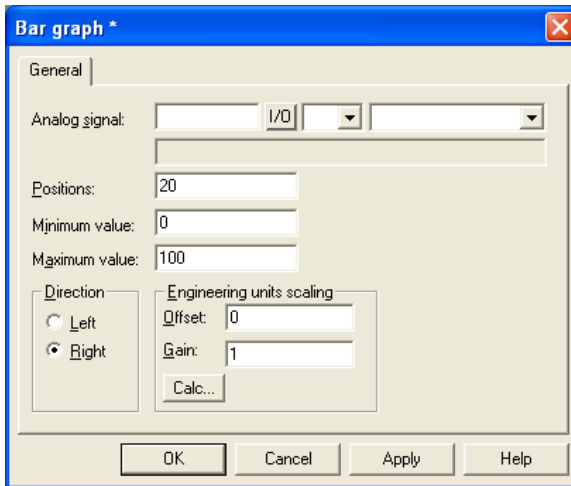 Bar graph *
General
Analog signal: I/O
Positions: 20
Minimum value: 0
Maximum value: 100
Direction
Left
Right
Engineering units scaling
Offset: 0
Gain: 1
Calc...
OK Cancel Apply Help